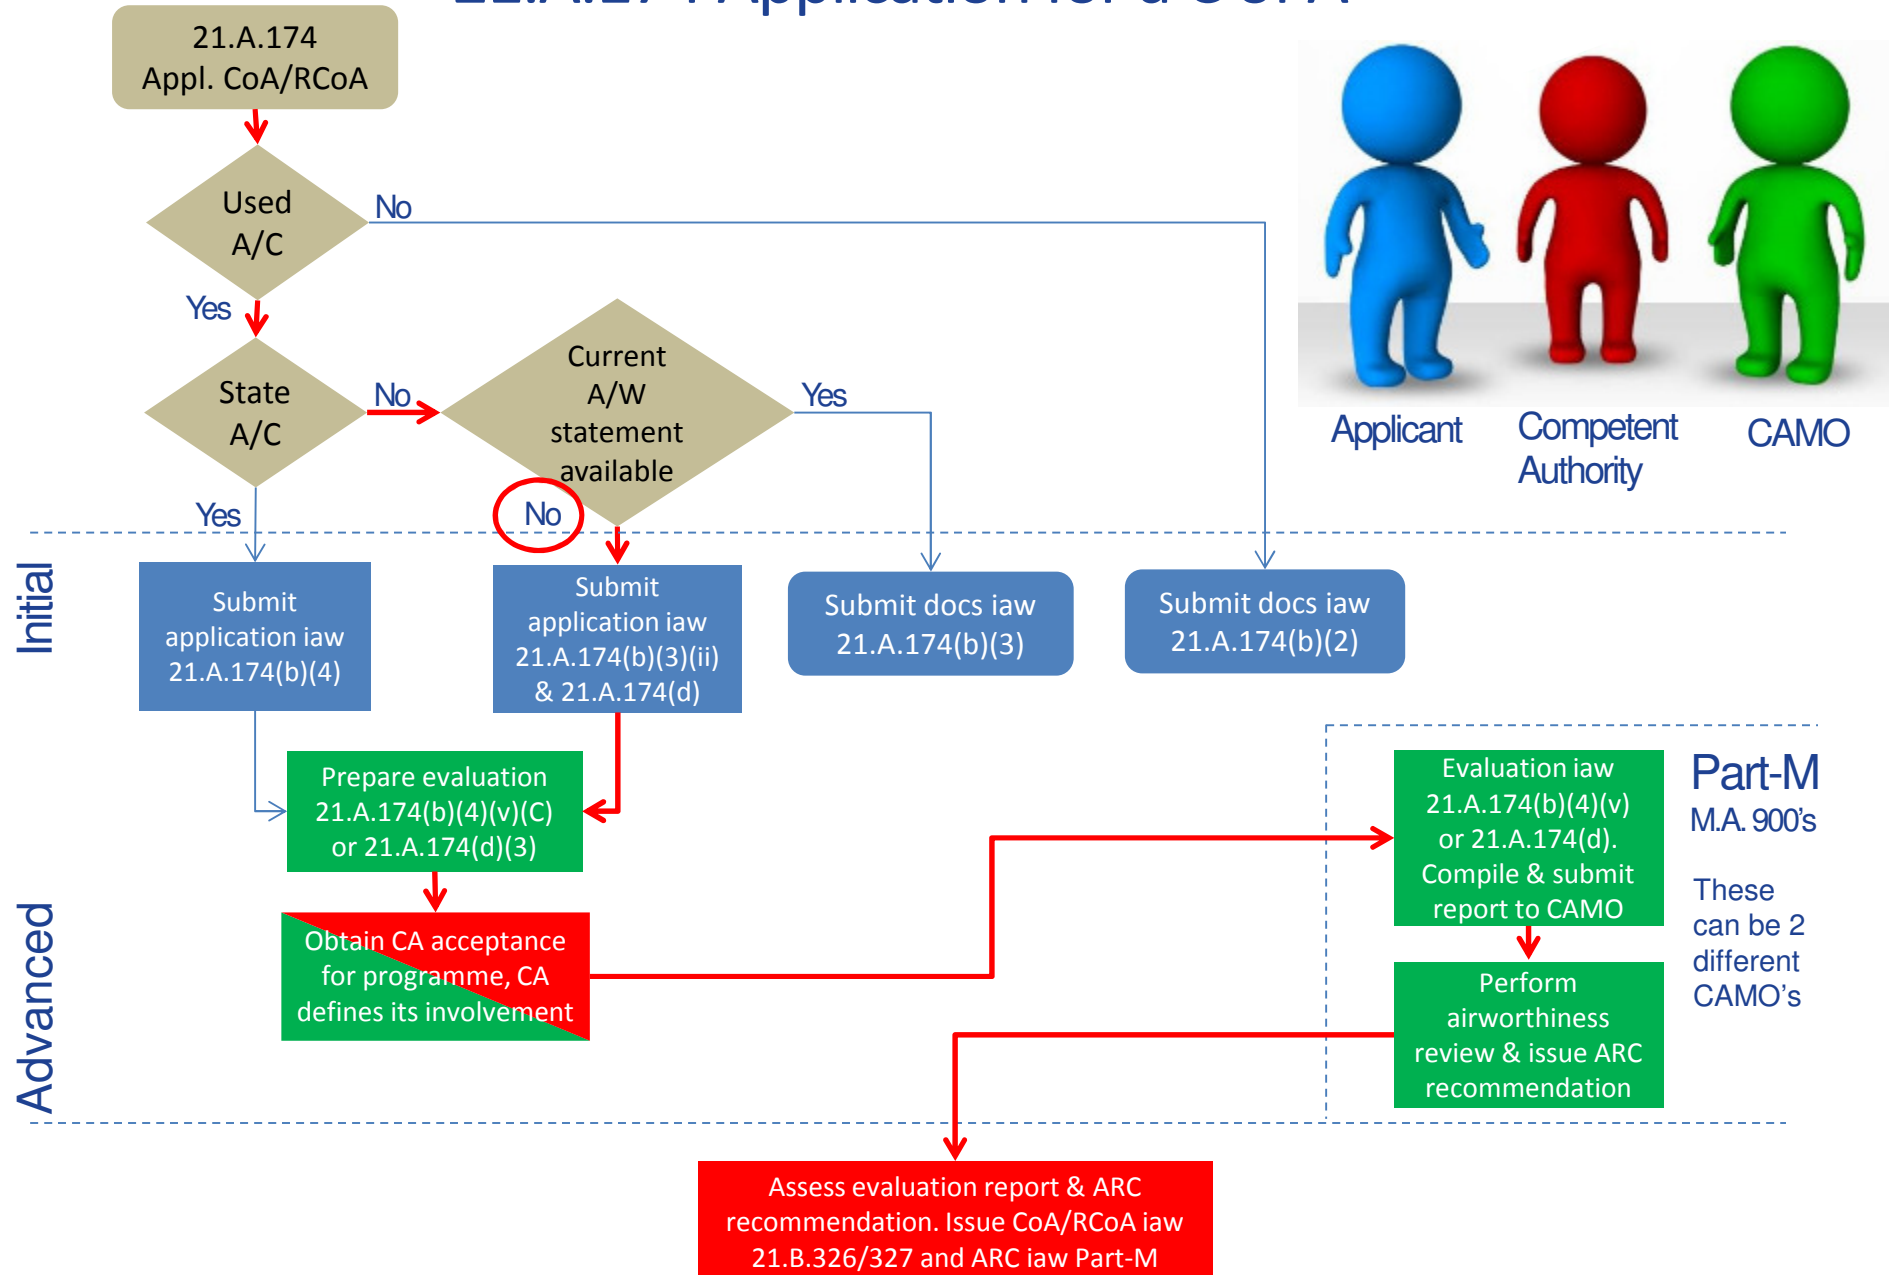 21.A.174 Application for a CofA
21.A.174
Appl. CoA/RCoA
Used
A/C
No
Yes
State
A/C
No
Current
A/W
statement
available
Yes
Yes
No
Applicant
Competent
Authority
CAMO
Initial
Submit
application iaw
21.A.174(b)(4)
Submit
application iaw
21.A.174(b)(3)(ii)
& 21.A.174(d)
Submit docs iaw
21.A.174(b)(3)
Submit docs iaw
21.A.174(b)(2)
Advanced
Prepare evaluation
21.A.174(b)(4)(v)(C)
or 21.A.174(d)(3)
Obtain CA acceptance
for programme, CA
defines its involvement
Evaluation iaw
21.A.174(b)(4)(v)
or 21.A.174(d).
Compile & submit
report to CAMO
Perform
airworthiness
review & issue ARC
recommendation
Part-M
M.A. 900's
These
can be 2
different
CAMO's
Assess evaluation report & ARC
recommendation. Issue CoA/RCoA iaw
21.B.326/327 and ARC iaw Part-M